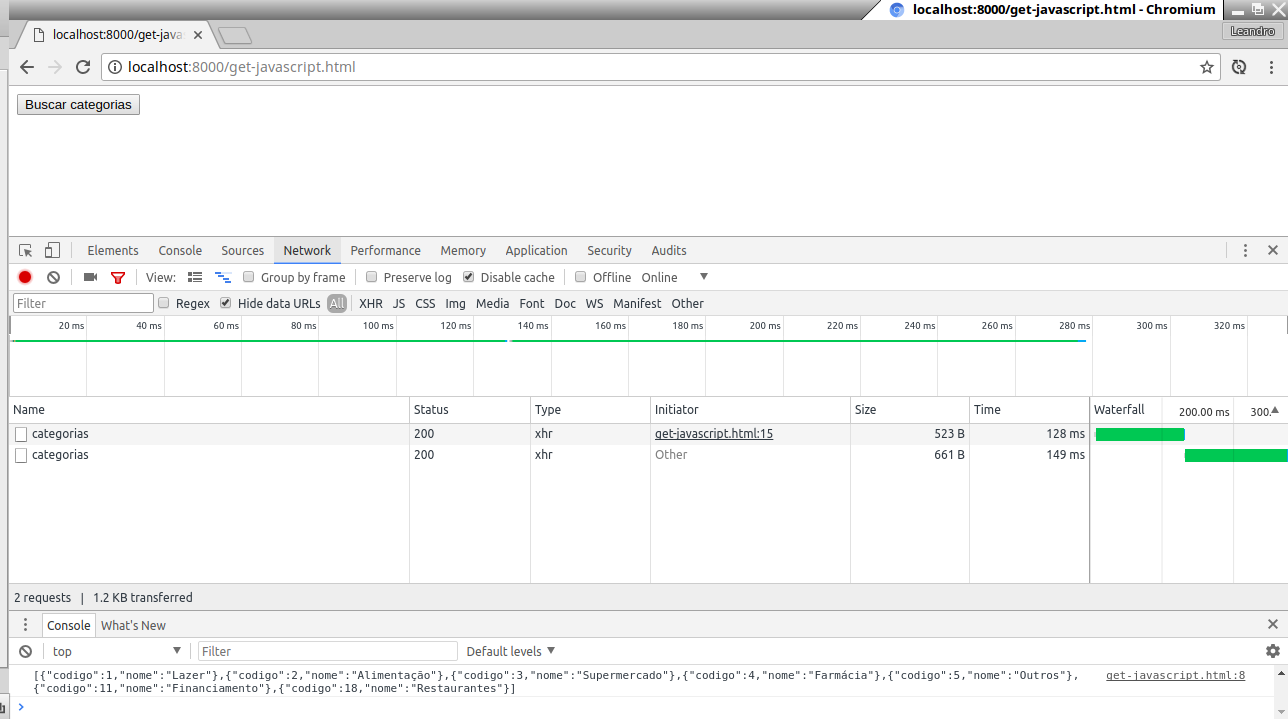 localhost:8000/get-javascript.html - Chromium
localhost:8000/get-java
Leandro
localhost:8000/get-javascript.html
Buscar categorias
Elements Console Sources Network Performance Memory Application Security Audits
View: Group by frame Preserve log Disable cache Offline Online
Filter Regex Hide data URLs All XHR JS CSS Img Media Font Doc WS Manifest Other
20 ms 40 ms 60 ms 80 ms 100 ms 120 ms 140 ms 160 ms 180 ms 200 ms 220 ms 240 ms 260 ms 280 ms 300 ms 320 ms
Name Status Type Initiator Size Time Waterfall 200.00 ms 300.
categorias 200 xhr get-javascript.html:15 523 B 128 ms
categorias 200 xhr Other 661 B 149 ms
2 requests | 1.2 KB transferred
Console What's New
top Filter Default levels
[{"codigo":1,"nome":"Lazer"},{"codigo":2,"nome":"Alimentação"},{"codigo":3,"nome":"Supermercado"},{"codigo":4,"nome":"Farmácia"},{"codigo":5,"nome":"Outros"}, get-javascript.html:8
{"codigo":11,"nome":"Financiamento"},{"codigo":18,"nome":"Restaurantes"}]